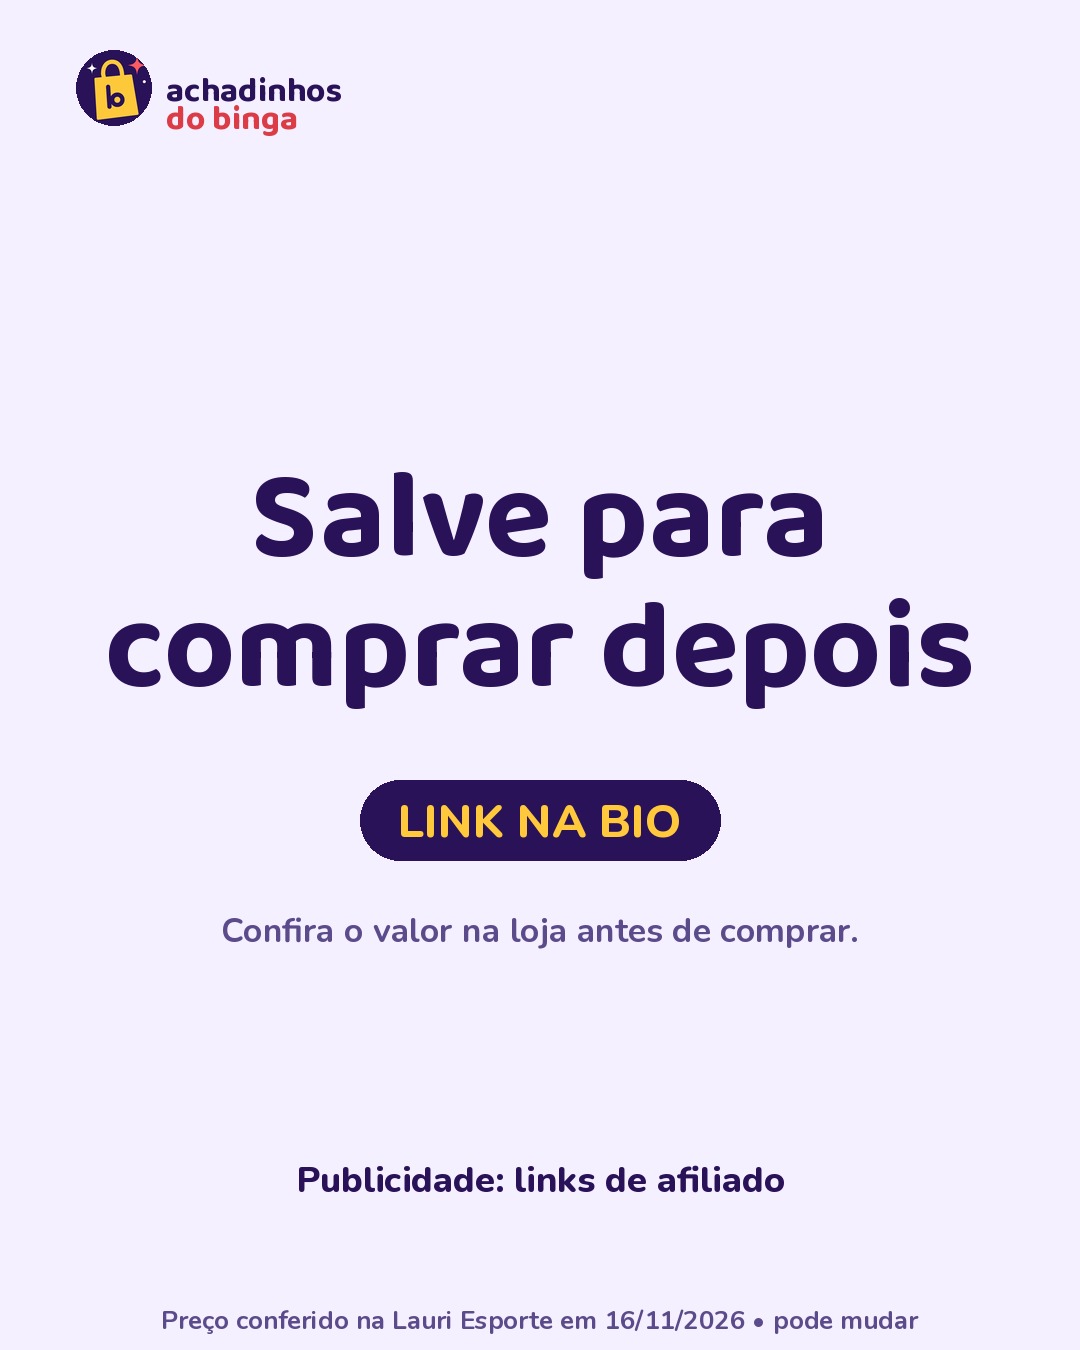 b
achadinhos
do binga
Salve para
comprar depois
LINK NA BIO
Confira o valor na loja antes de comprar.
Publicidade: links de afiliado
Preço conferido na Lauri Esporte em 16/11/2026 • pode mudar